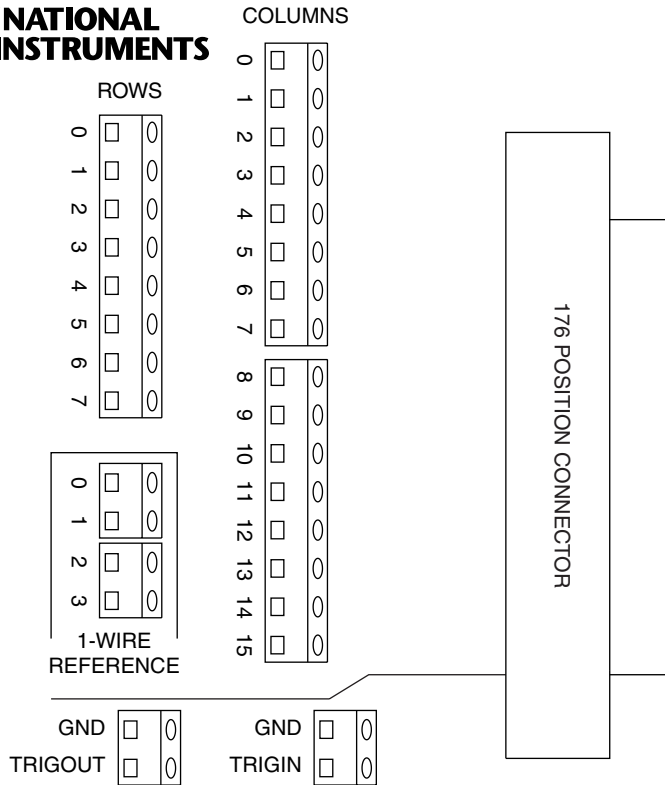 NATIONAL
INSTRUMENTS
COLUMNS
ROWS
0
1
2
3
4
5
6
7
0
1
2
3
1-WIRE
REFERENCE
0
1
2
3
4
5
6
7
8
9
10
11
12
13
14
15
176 POSITION CONNECTOR
GND
TRIGOUT
GND
TRIGIN